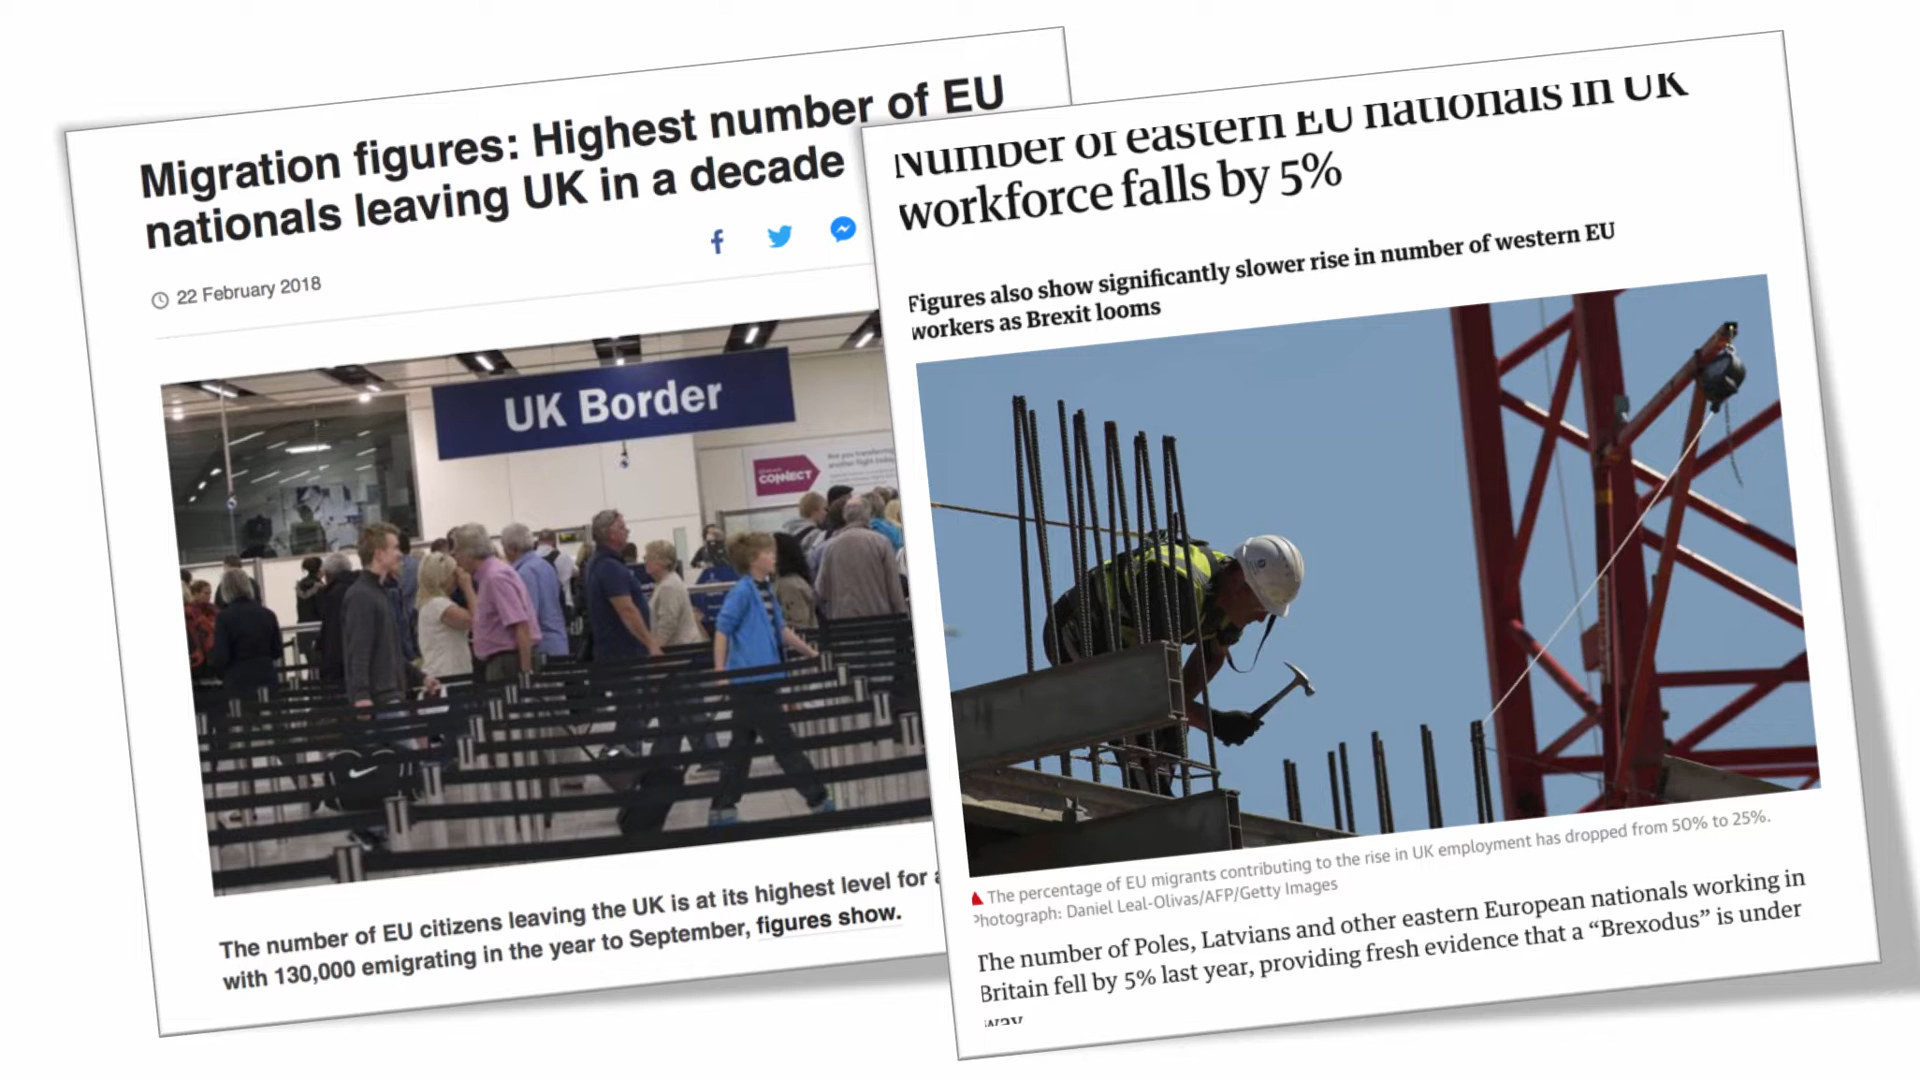 Migration figures: Highest number of EU
nationals leaving UK in a decade
22 February 2018
UK Border
CONNECT
The number of EU citizens leaving the UK is at its highest level for
with 130,000 emigrating in the year to September, figures show.
Number of eastern EU nationals in UK
workforce falls by 5%
Figures also show significantly slower rise in number of western EU
workers as Brexit looms
The percentage of EU migrants contributing to the rise in UK employment has dropped from 50% to 25%.
Photograph: Daniel Leal-Olivas/AFP/Getty Images
The number of Poles, Latvians and other eastern European nationals working in
Britain fell by 5% last year, providing fresh evidence that a “Brexodus” is under
way